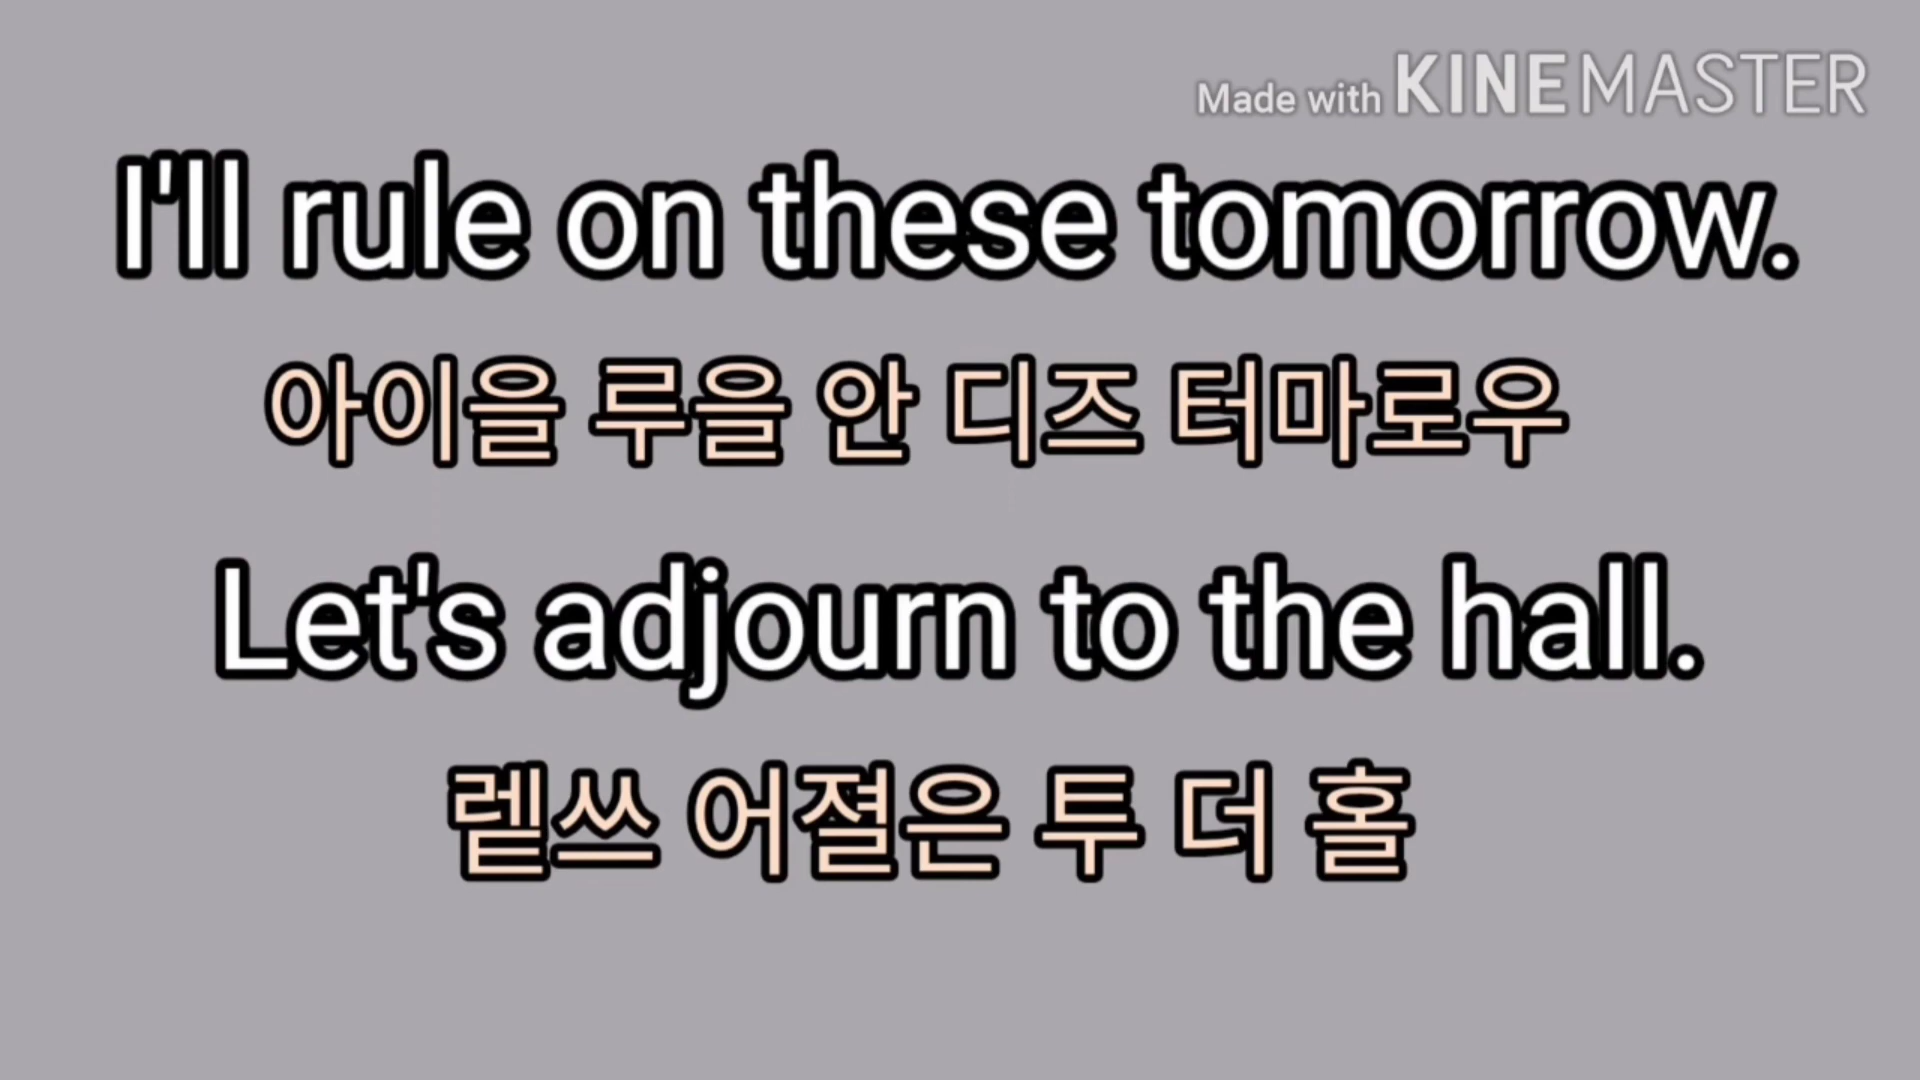 Made with KINEMASTER
I'll rule on these tomorrow.
아이을 루을 안 디즈 터마로우
Let's adjourn to the hall.
렡쓰 어젤은 투 더 홀